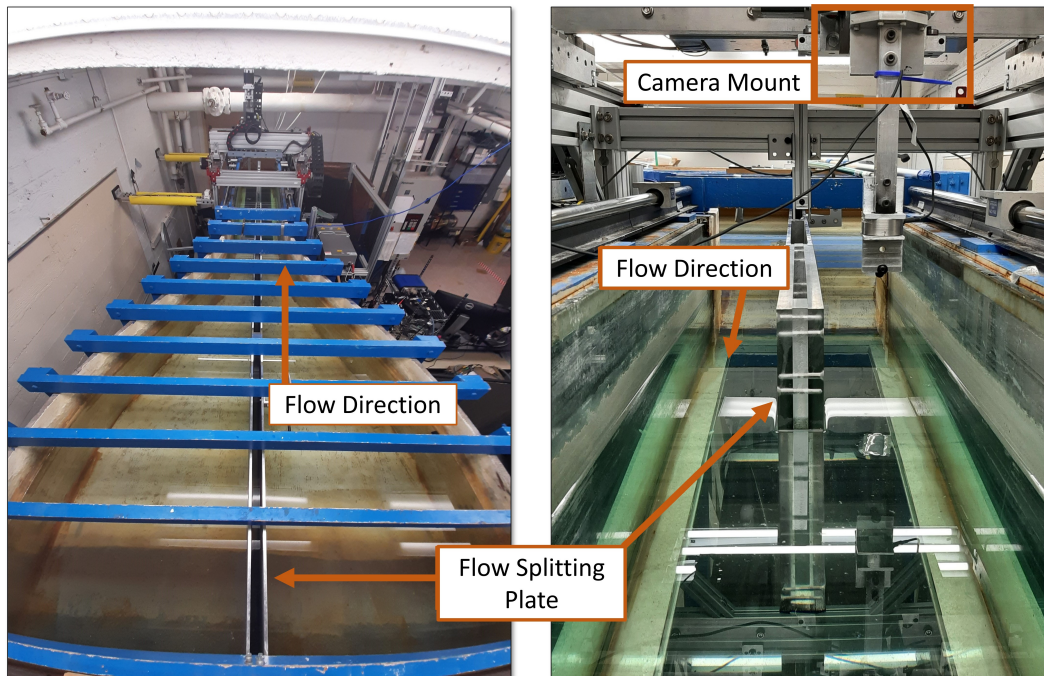 Camera Mount
Flow Direction
Flow Direction
Flow Splitting
Plate